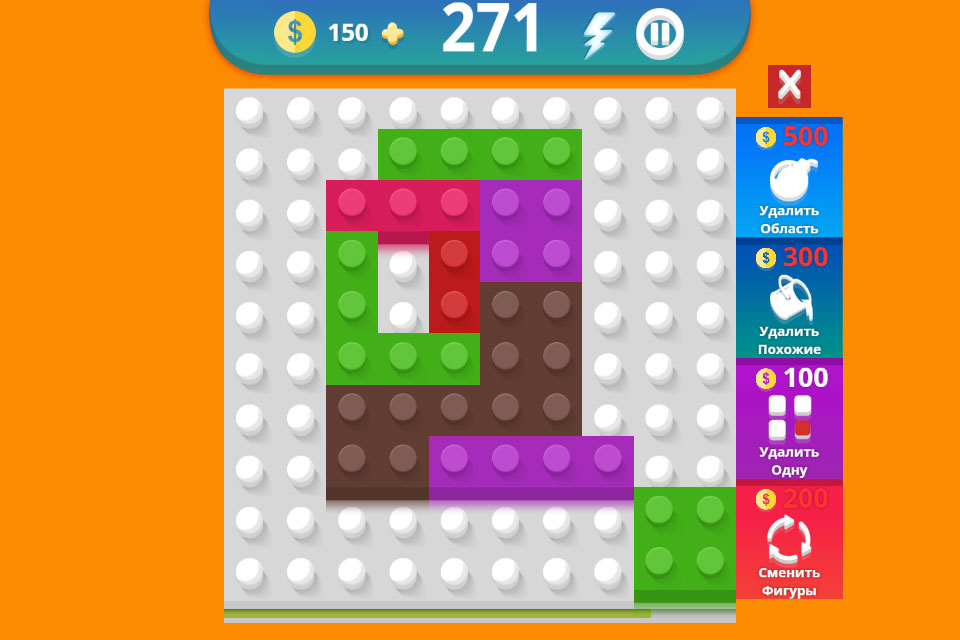 150
271
500
Удалить
Область
300
Удалить
Похожие
100
Удалить
Одну
200
Сменить
Фигуры